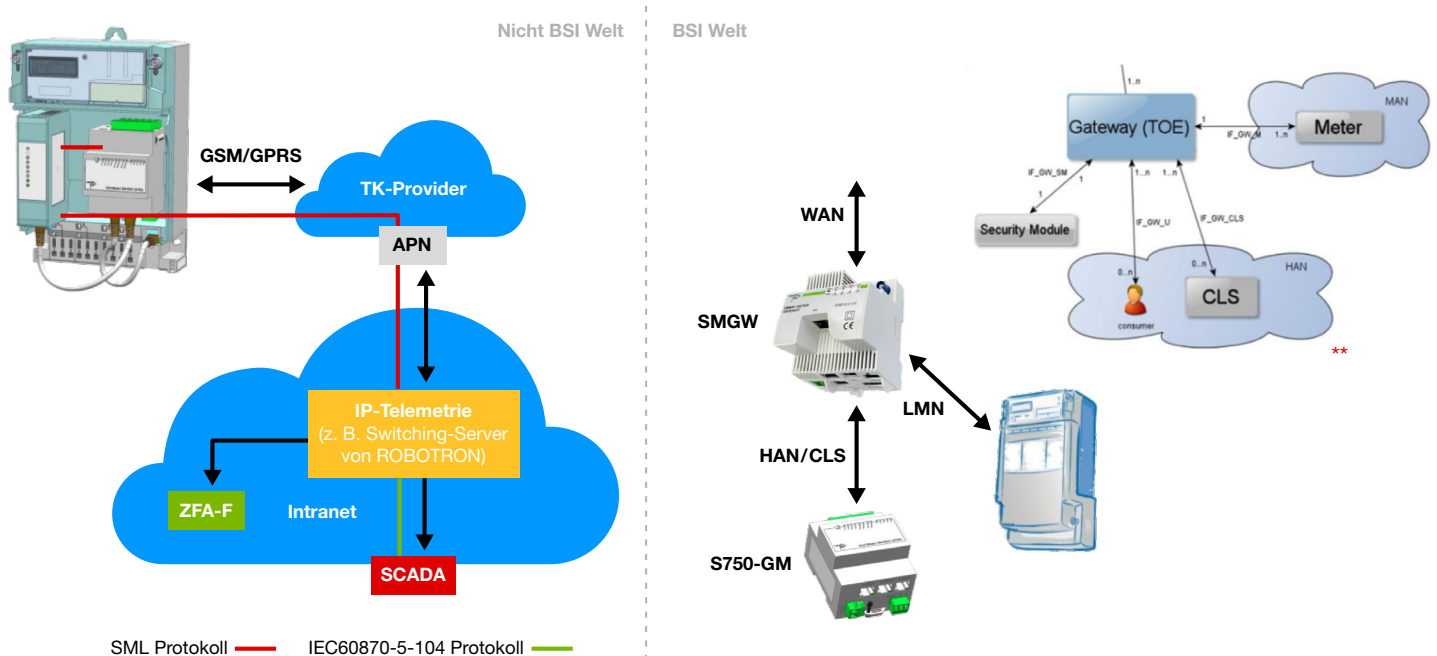 Nicht BSI Welt
BSI Welt
GSM/GPRS
TK-Provider
APN
IP-Telemetrie
(z. B. Switching-Server
von ROBOTRON)
ZFA-F
Intranet
SCADA
SML Protokoll
IEC60870-5-104 Protokoll
WAN
SMGW
LMN
HAN/CLS
S750-GM
1..n
Gateway (TOE)
1
IF_GW_M
1..n
MAN
Meter
IF_GW_SM
1
1
Security Module
1...n
1...n
IF_GW_U
IF_GW_CLS
0...n
0...n
HAN
consumer
CLS
**